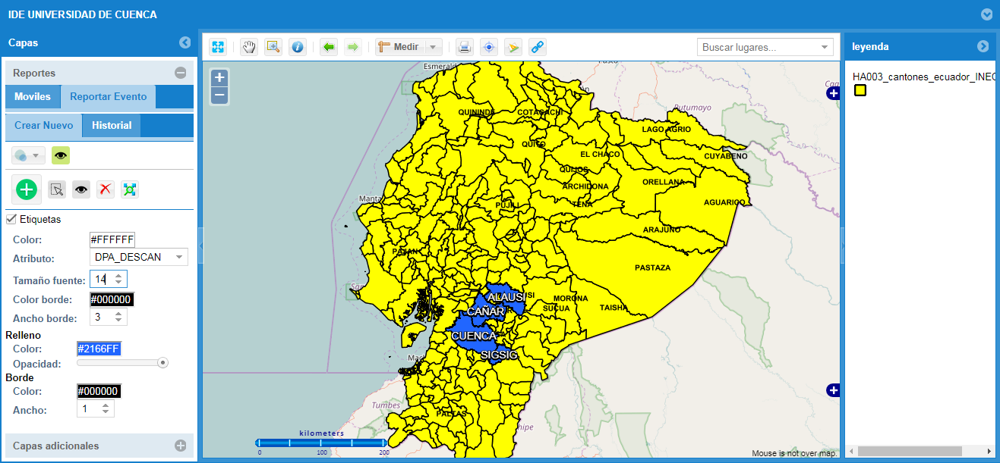 IDE UNIVERSIDAD DE CUENCA
Capas
Reportes
Moviles
Reportar Evento
Crear Nuevo
Historial
Etiquetas
Color: #FFFFFF
Atributo: DPA_DESCAN
Tamaño fuente: 14
Color borde: #000000
Ancho borde: 3
Relleno
Color: #2166FF
Opacidad:
Borde
Color: #000000
Ancho: 1
Capas adicionales
Medir
Buscar lugares...
+
−
Esmerald
Putumayo
QUININDE
COTACACHI
LAGO AGRIO
QUITO
EL CHACO
CUYABENO
QUIJOS
ARCHIDONA
ORELLANA
Manta
PUJILI
TENA
AGUARICO
ARAJUNO
PAJAN
PASTAZA
ALAUSI
MORONA
CAÑAR
SUCUA
TAISHA
CUENCA
SIGSIG
Mach
Tumbes
PALTAS
kilometers
0 100 200
Mouse is not over map.
leyenda
HA003_cantones_ecuador_INEC